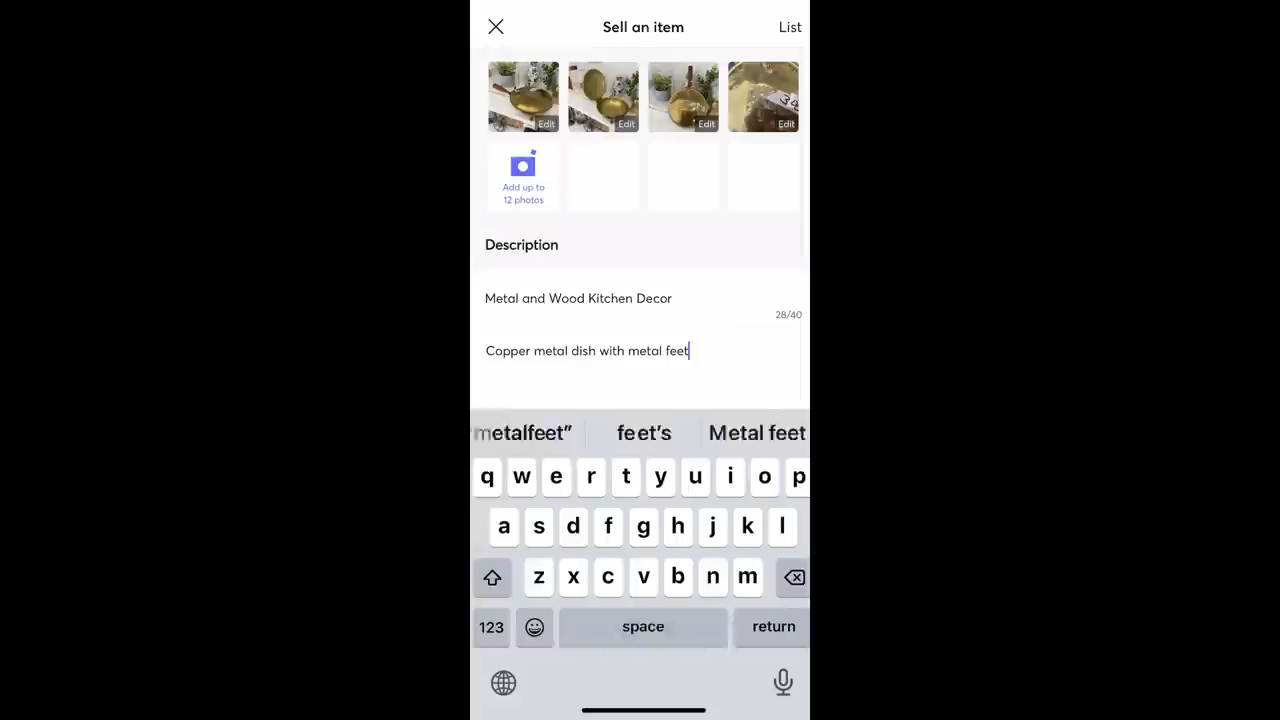 Sell an item
List
Edit
Edit
Edit
Edit
Add up to
12 photos
Description
Metal and Wood Kitchen Decor
28/40
Copper metal dish with metal feet
"metalfeet" feet's Metal feet
q w e r t y u i o p
a s d f g h j k l
z x c v b n m
123 space return